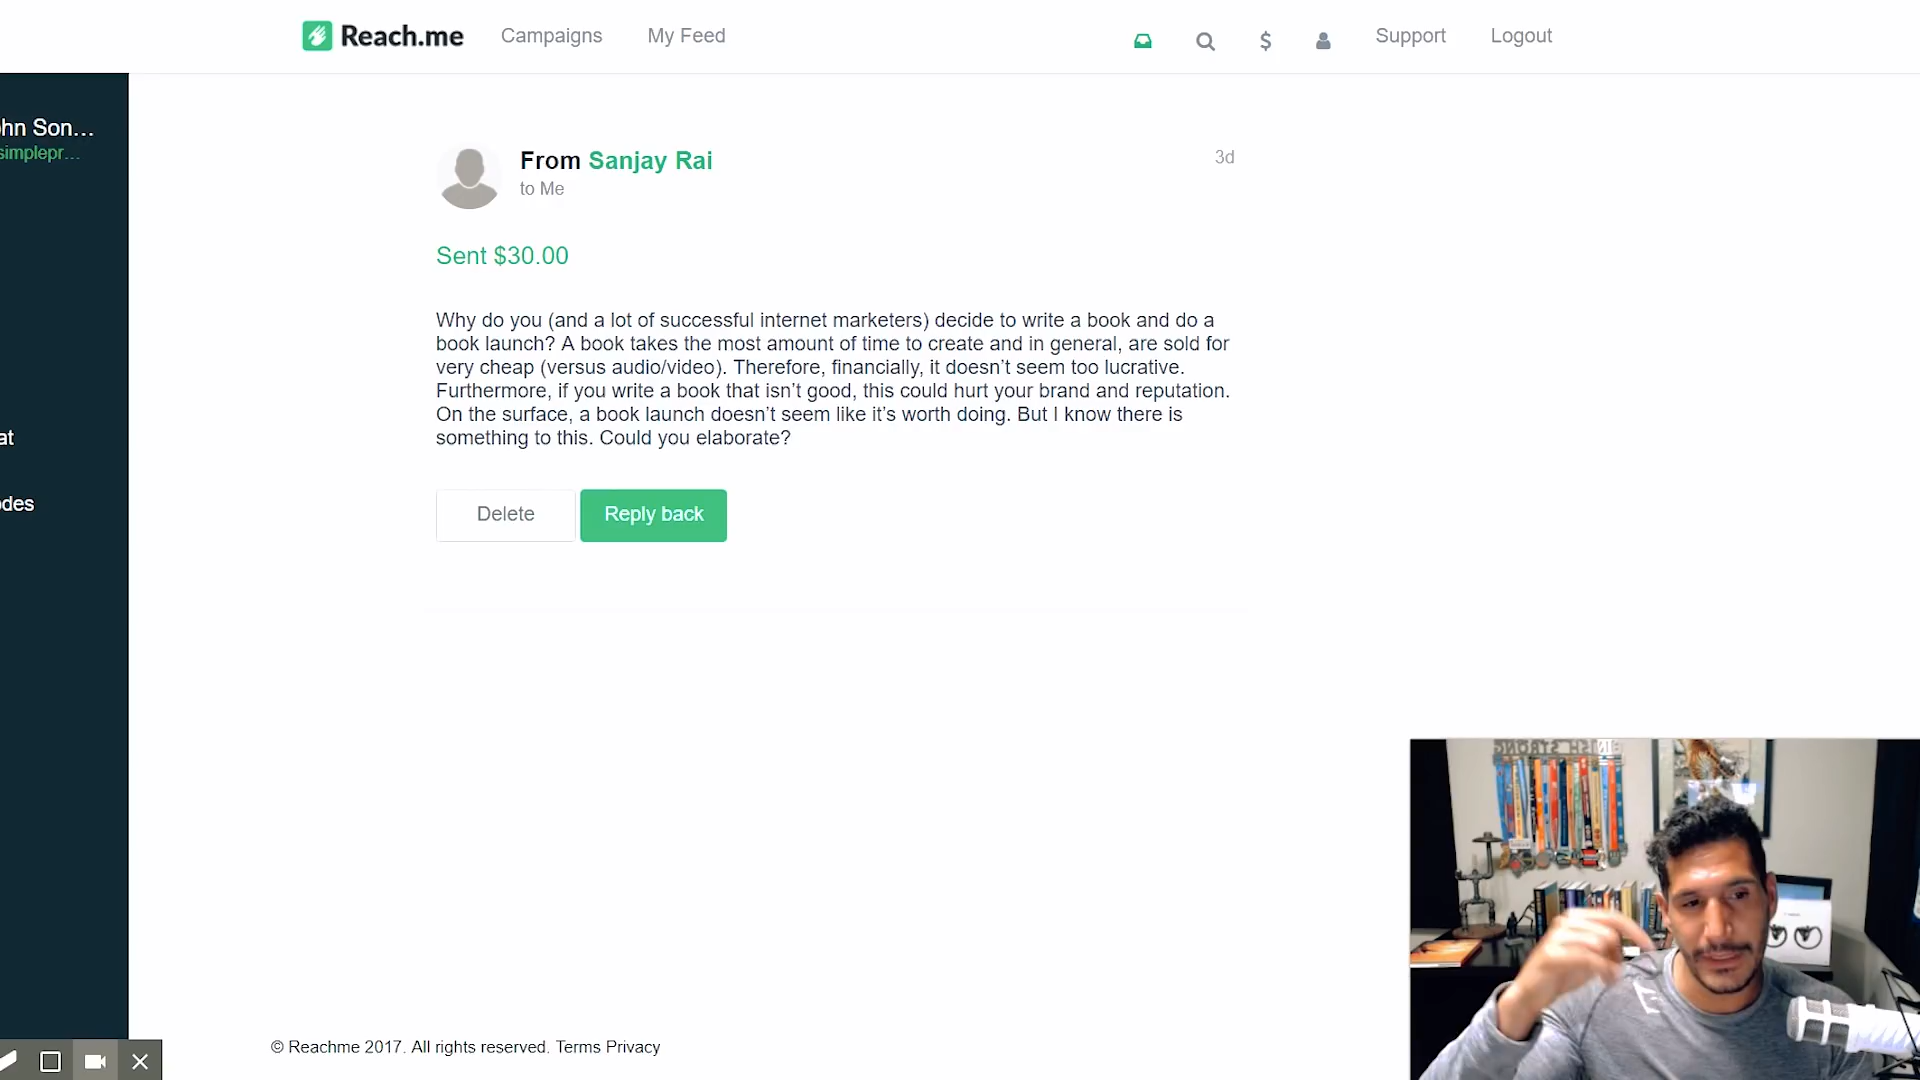 Reach.me
Campaigns
My Feed
Support
Logout
hn Son...
simplepr...
at
des
From Sanjay Rai
to Me
3d
Sent $30.00
Why do you (and a lot of successful internet marketers) decide to write a book and do a
book launch? A book takes the most amount of time to create and in general, are sold for
very cheap (versus audio/video). Therefore, financially, it doesn’t seem too lucrative.
Furthermore, if you write a book that isn’t good, this could hurt your brand and reputation.
On the surface, a book launch doesn’t seem like it’s worth doing. But I know there is
something to this. Could you elaborate?
Delete
Reply back
© Reachme 2017. All rights reserved. Terms Privacy